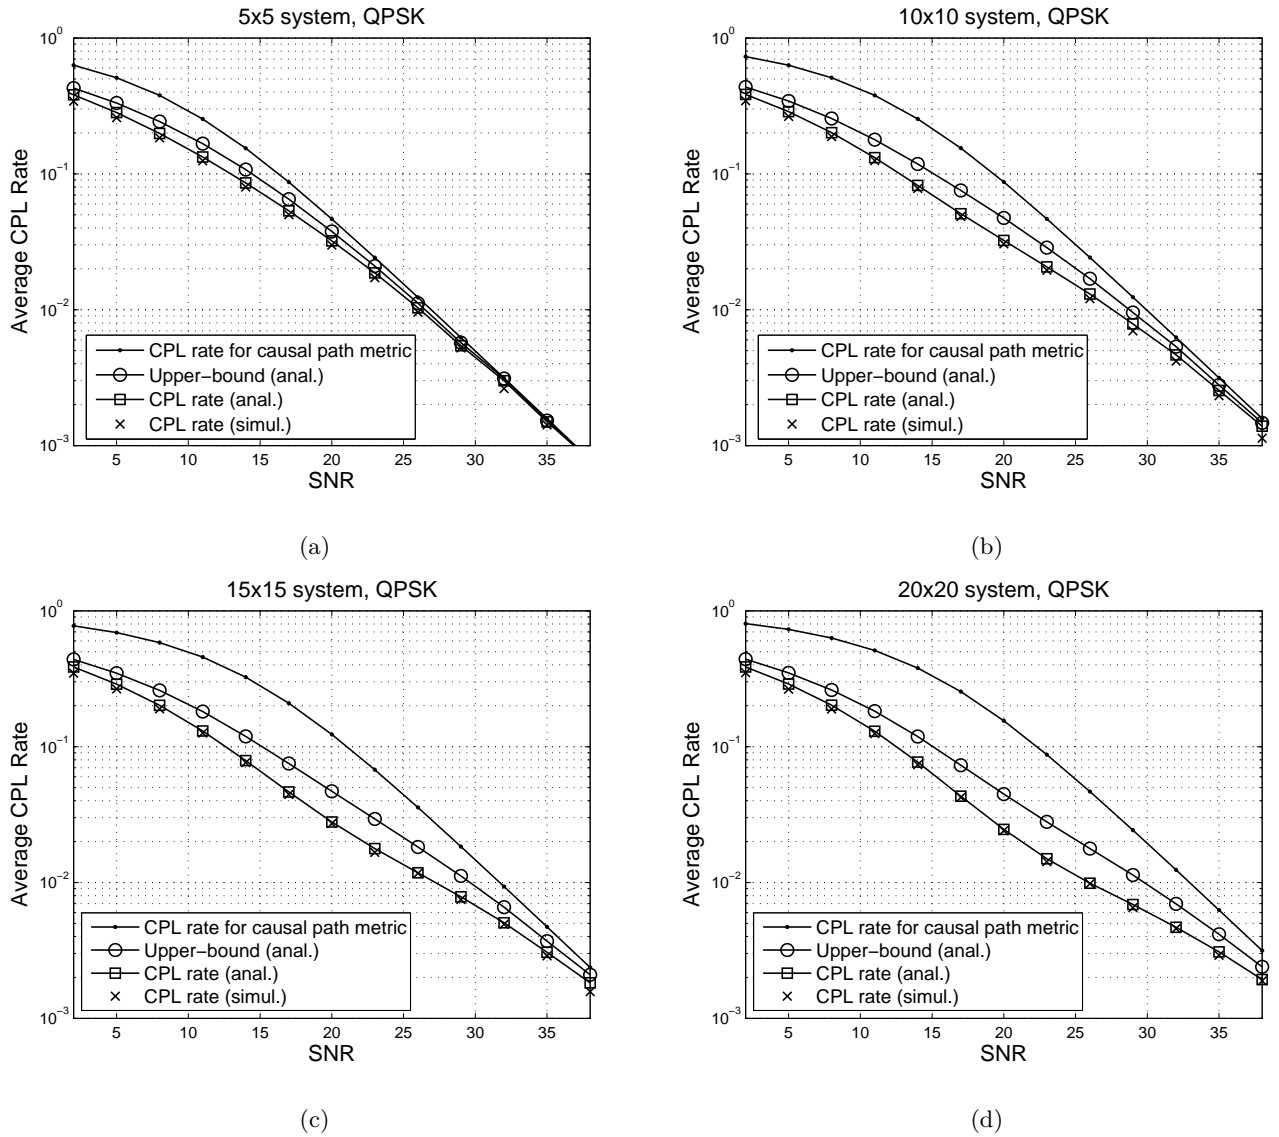 5x5 system, QPSK
10^0
10^-1
10^-2
10^-3
Average CPL Rate
CPL rate for causal path metric
Upper-bound (anal.)
CPL rate (anal.)
CPL rate (simul.)
5 10 15 20 25 30 35
SNR
(a)
10x10 system, QPSK
10^0
10^-1
10^-2
10^-3
Average CPL Rate
CPL rate for causal path metric
Upper-bound (anal.)
CPL rate (anal.)
CPL rate (simul.)
5 10 15 20 25 30 35
SNR
(b)
15x15 system, QPSK
10^0
10^-1
10^-2
10^-3
Average CPL Rate
CPL rate for causal path metric
Upper-bound (anal.)
CPL rate (anal.)
CPL rate (simul.)
5 10 15 20 25 30 35
SNR
(c)
20x20 system, QPSK
10^0
10^-1
10^-2
10^-3
Average CPL Rate
CPL rate for causal path metric
Upper-bound (anal.)
CPL rate (anal.)
CPL rate (simul.)
5 10 15 20 25 30 35
SNR
(d)